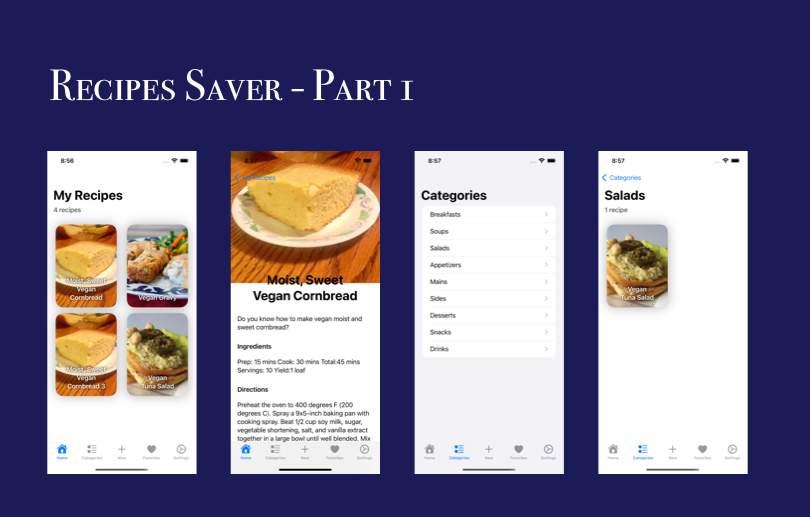 Recipes Saver - Part 1
8:56
My Recipes
4 recipes
Moist, Sweet
Vegan
Cornbread
Vegan Gravy
Moist, Sweet
Vegan
Cornbread 3
Vegan
Tuna Salad
Home
Categories
New
Favorites
Settings
8:57
My Recipes
Moist, Sweet
Vegan Cornbread
Do you know how to make vegan moist and
sweet cornbread?
Ingredients
Prep: 15 mins Cook: 30 mins Total:45 mins
Servings: 10 Yield:1 loaf
Directions
Preheat the oven to 400 degrees F (200
degrees C). Spray a 9x5-inch baking pan with
cooking spray. Beat 1/2 cup soy milk, sugar,
vegetable shortening, salt, and vanilla extract
together in a large bowl until well blended. Mix
Home
Categories
New
Favorites
Settings
8:57
Categories
Breakfasts
Soups
Salads
Appetizers
Mains
Sides
Desserts
Snacks
Drinks
Home
Categories
New
Favorites
Settings
8:57
Categories
Salads
1 recipe
Vegan
Tuna Salad
Home
Categories
New
Favorites
Settings